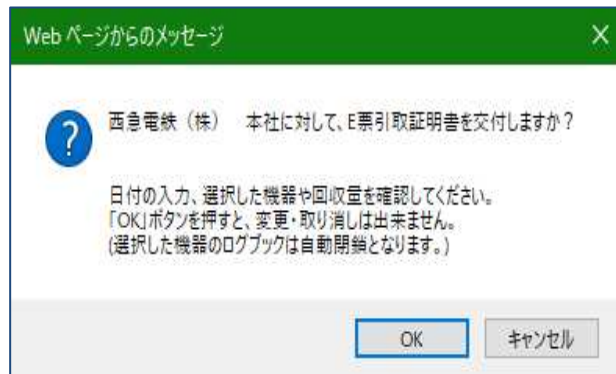 Web ページからのメッセージ
×
?
西急電鉄（株）　本社に対して、E票引取証明書を交付しますか？
日付の入力、選択した機器や回収量を確認してください。
「OK」ボタンを押すと、変更・取り消しは出来ません。
(選択した機器のログブックは自動閉鎖となります。)
OK
キャンセル